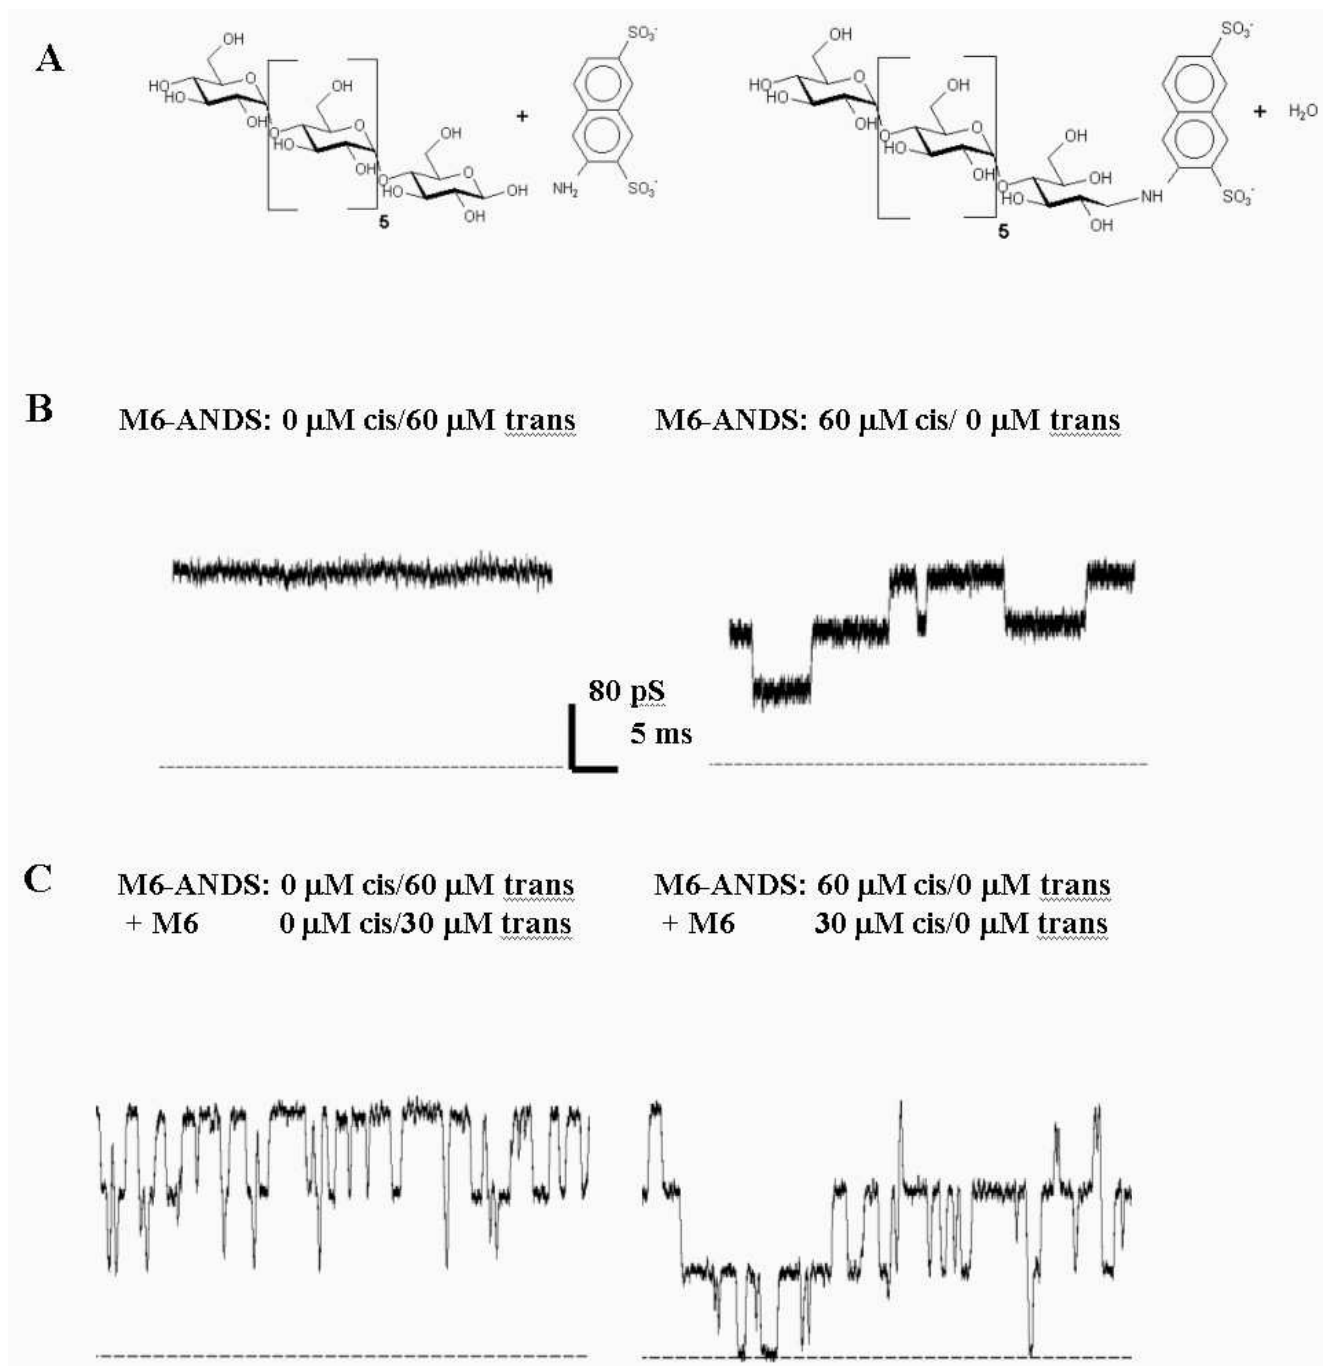 A
OH
SO3-
HO
O
HO
OH
OH
O
O
HO
OH
OH
O
O
HO
OH
OH
5
+
NH2
SO3-
OH
SO3-
HO
O
HO
OH
OH
O
O
HO
OH
OH
O
OH
HO
OH
5
NH
SO3-
+ H2O
B
M6-ANDS: 0 μM cis/60 μM trans
M6-ANDS: 60 μM cis/ 0 μM trans
80 pS
5 ms
C
M6-ANDS: 0 μM cis/60 μM trans
+ M6 0 μM cis/30 μM trans
M6-ANDS: 60 μM cis/0 μM trans
+ M6 30 μM cis/0 μM trans